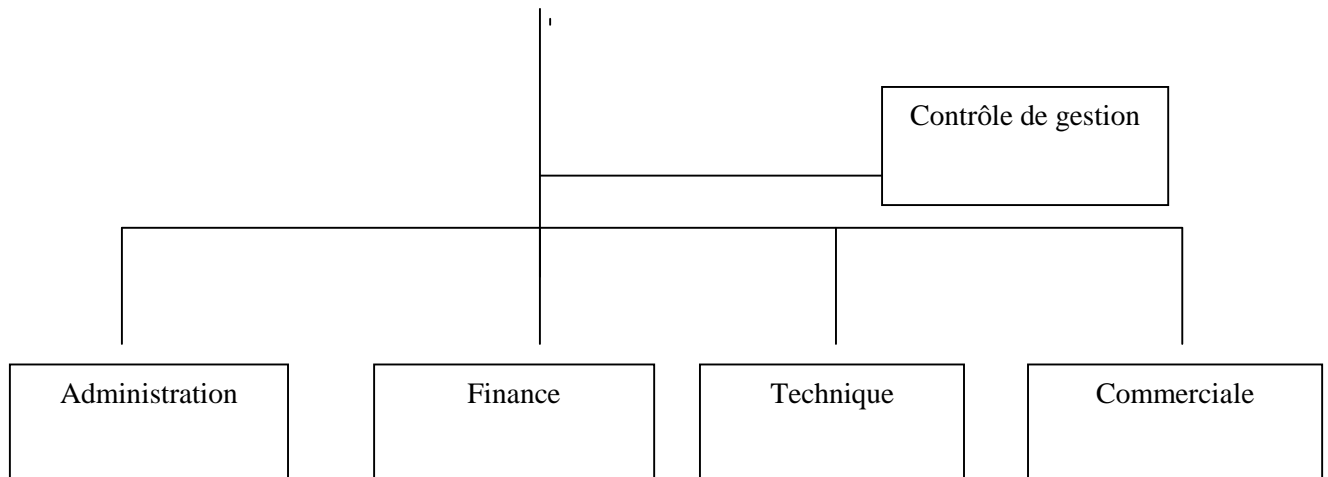 Contrôle de gestion
Administration
Finance
Technique
Commerciale